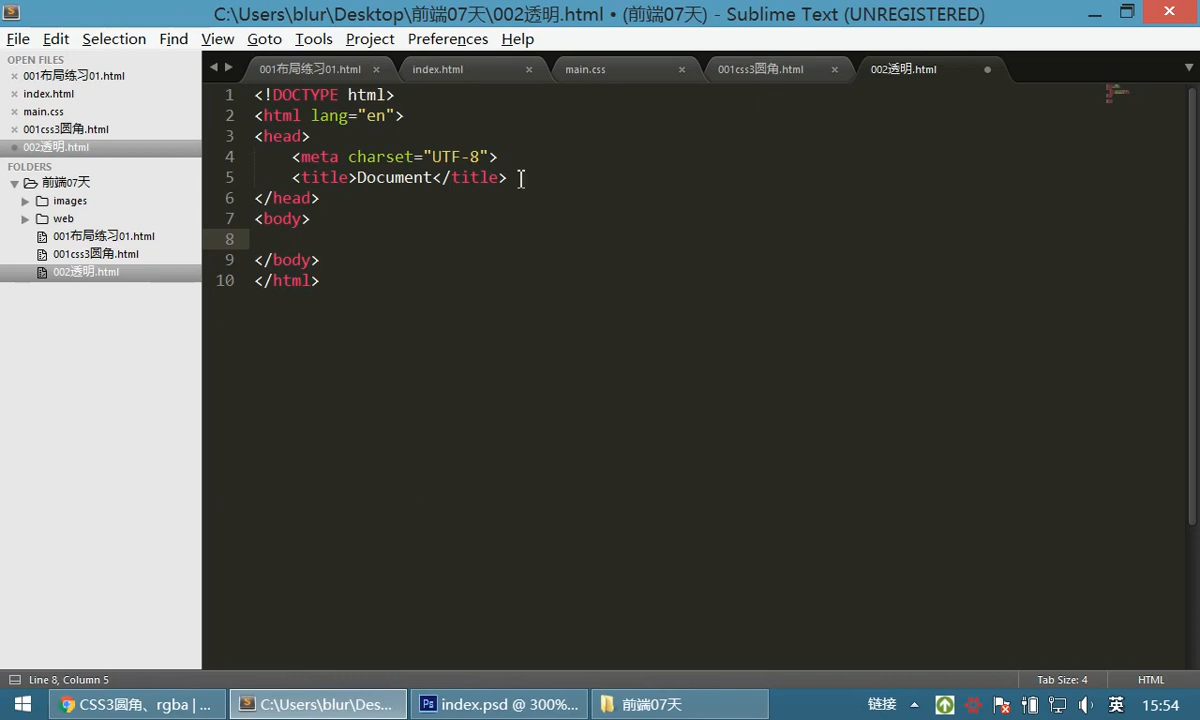 C:\Users\blur\Desktop\前端07天\002透明.html • (前端07天) - Sublime Text (UNREGISTERED)
File Edit Selection Find View Goto Tools Project Preferences Help
OPEN FILES
001布局练习01.html
index.html
main.css
001css3圆角.html
002透明.html
FOLDERS
前端07天
images
web
001布局练习01.html
001css3圆角.html
002透明.html
001布局练习01.html index.html main.css 001css3圆角.html 002透明.html
1 <!DOCTYPE html>
2 <html lang="en">
3 <head>
4 <meta charset="UTF-8">
5 <title>Document</title>
6 </head>
7 <body>
8
9 </body>
10 </html>
Line 8, Column 5 Tab Size: 4 HTML
CSS3圆角、rgba | ... C:\Users\blur\Des... index.psd @ 300%... 前端07天 链接 英 15:54